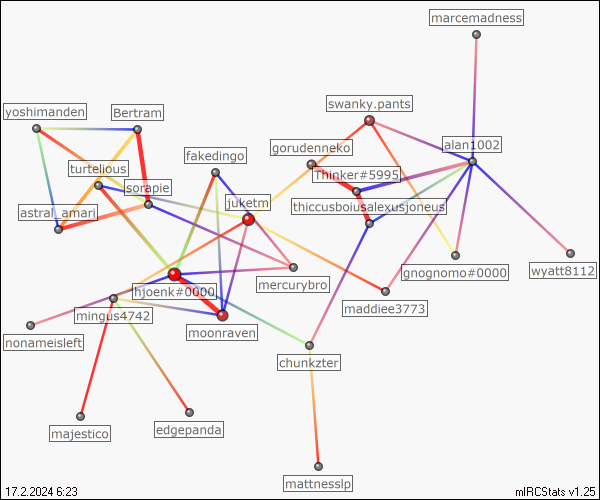 marcemadness
swanky.pants
yoshimanden
Bertram
alan1002
gorudenneko
fakedingo
turtelious
Thinker#5995
sorapie
juketm
thiccusboiusalexusjoneus
astral_amari
gnognomo#0000
wyatt8112
mercurybro
hjoenk#0000
maddiee3773
mingus4742
moonraven
nonameisleft
chunkzter
edgepanda
majestico
mattnesslp
17.2.2024 6:23
mIRCStats v1.25